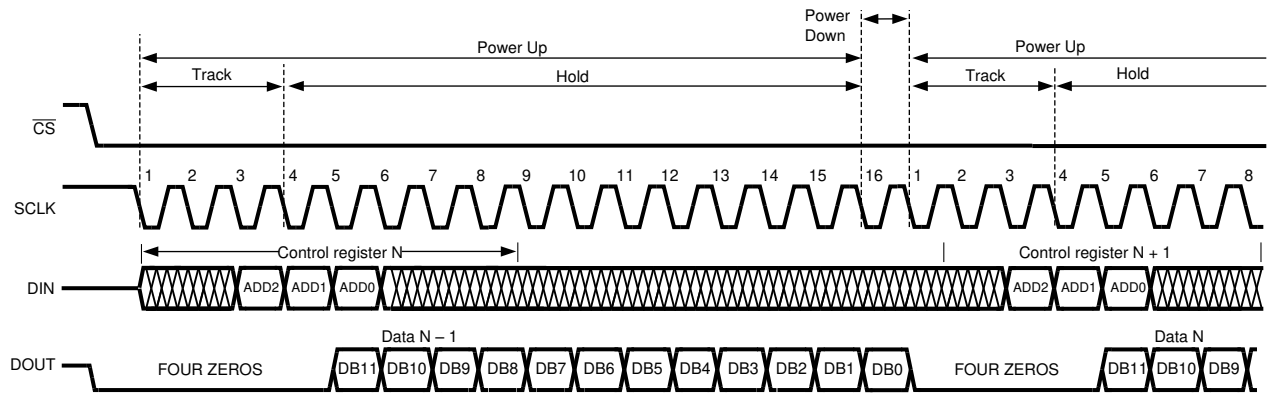 Power
Down
Power Up
Power Up
Track
Hold
Track
Hold
CS
1 2 3 4 5 6 7 8 9 10 11 12 13 14 15 16 1 2 3 4 5 6 7 8
SCLK
Control register N
Control register N + 1
DIN
ADD2 ADD1 ADD0
ADD2 ADD1 ADD0
Data N – 1
Data N
DOUT
FOUR ZEROS
DB11 DB10 DB9 DB8 DB7 DB6 DB5 DB4 DB3 DB2 DB1 DB0
FOUR ZEROS
DB11 DB10 DB9